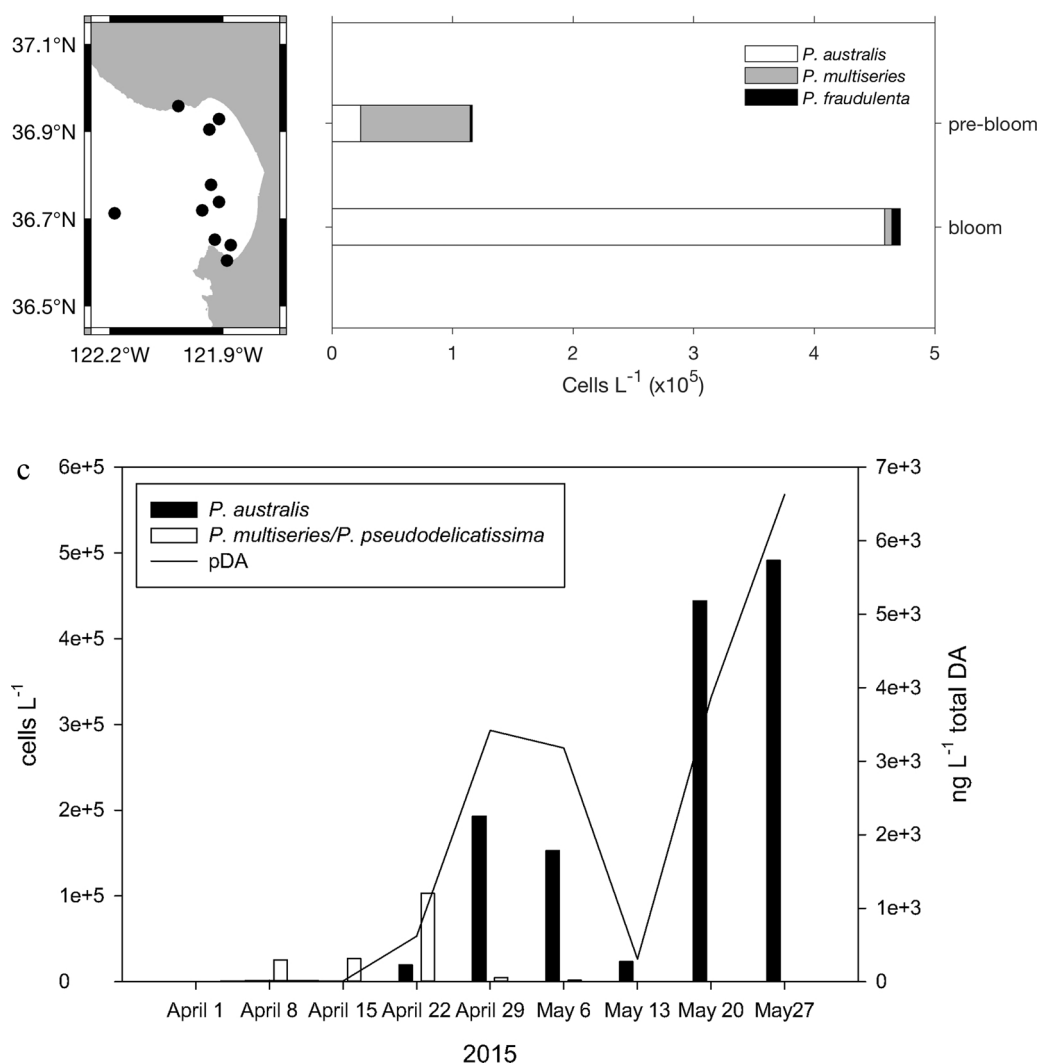 37.1°N
36.9°N
36.7°N
36.5°N
122.2°W 121.9°W
P. australis
P. multiseries
P. fraudulenta
pre-bloom
bloom
0 1 2 3 4 5
Cells L⁻¹ (x10⁵)
c
6e+5
5e+5
4e+5
3e+5
2e+5
1e+5
0
cells L⁻¹
P. australis
P. multiseries/P. pseudodelicatissima
pDA
7e+3
6e+3
5e+3
4e+3
3e+3
2e+3
1e+3
0
ng L⁻¹ total DA
April 1 April 8 April 15 April 22 April 29 May 6 May 13 May 20 May27
2015